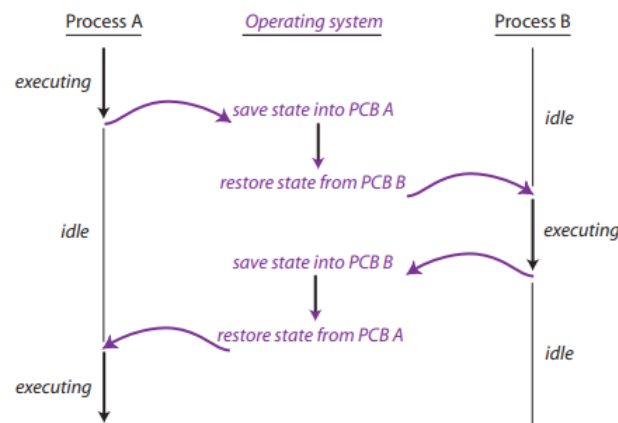 Process A
Operating system
Process B
executing
save state into PCB A
idle
restore state from PCB B
idle
executing
save state into PCB B
restore state from PCB A
idle
executing